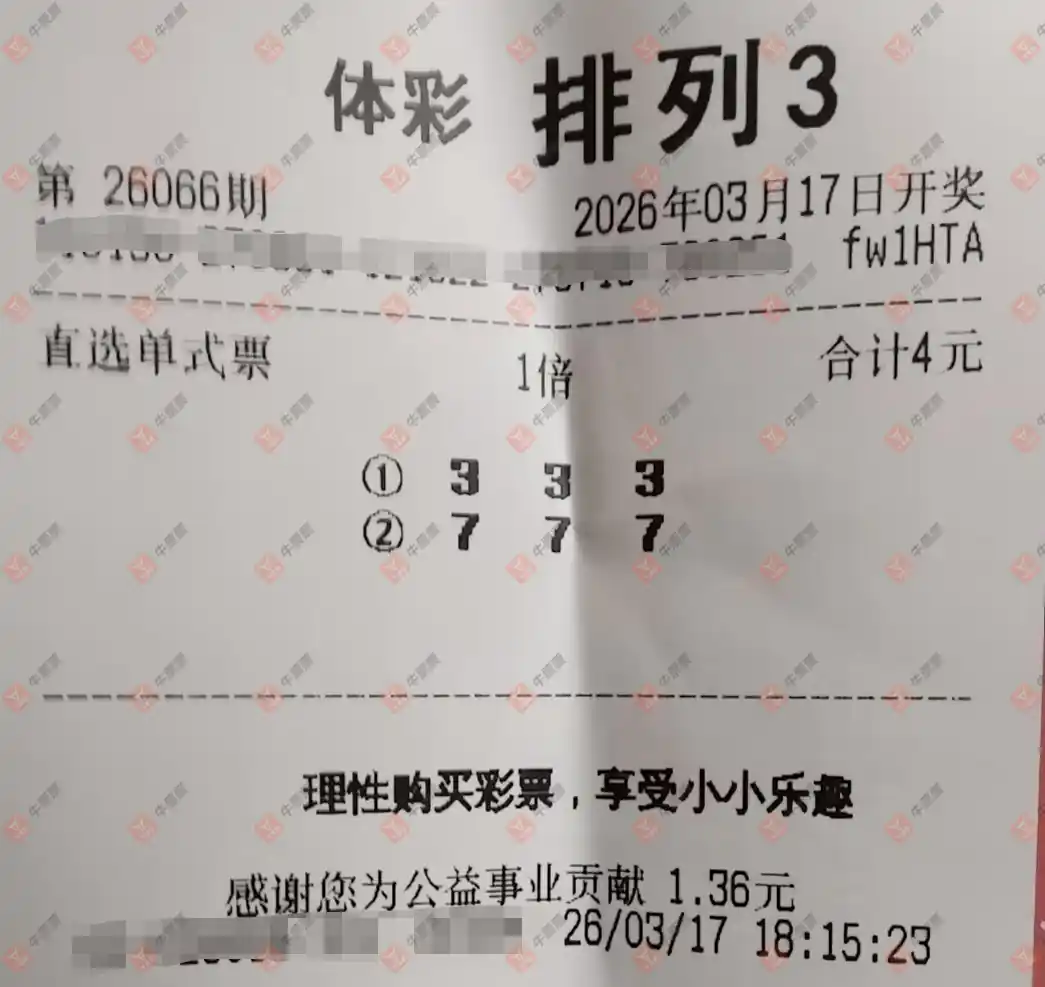 体彩 排列3
第 26066期 2026年03月17日开奖
fw1HTA
直选单式票 1倍 合计4元
① 3 3 3
② 7 7 7
理性购买彩票，享受小小乐趣
感谢您为公益事业贡献 1.36元
26/03/17 18:15:23